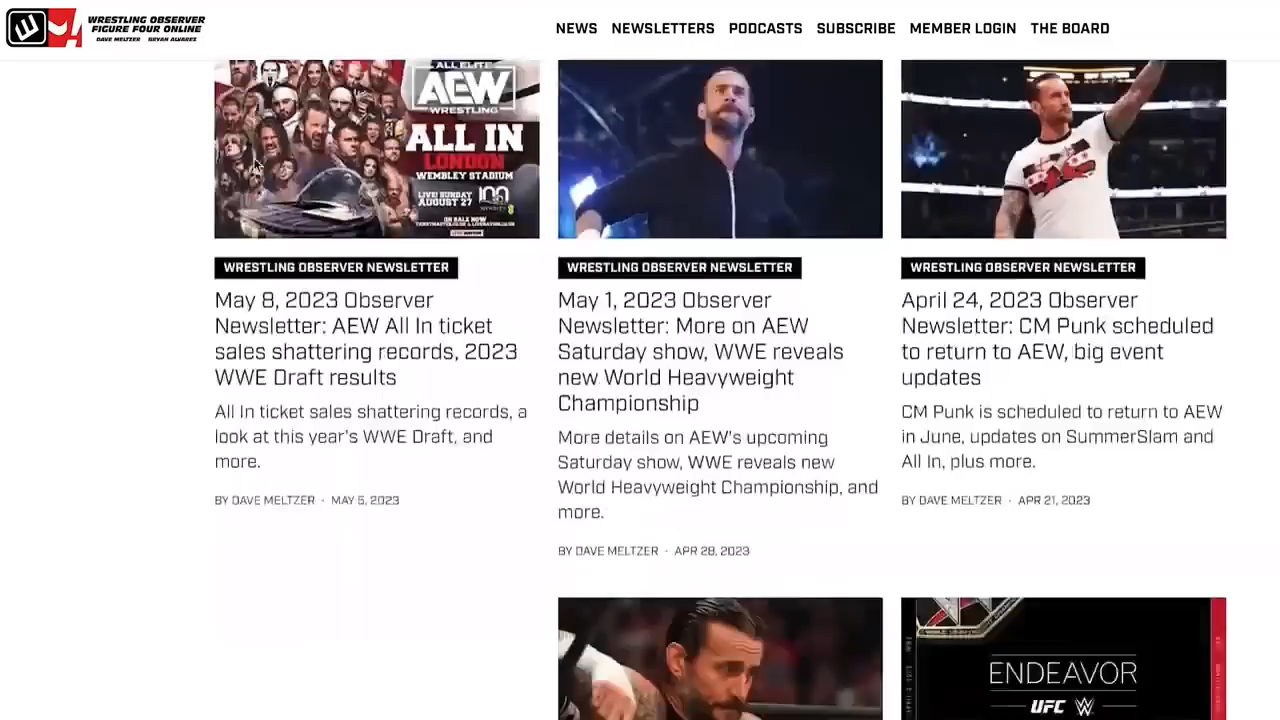 WRESTLING OBSERVER
FIGURE FOUR ONLINE
DAVE MELTZER BRYAN ALVAREZ
NEWS NEWSLETTERS PODCASTS SUBSCRIBE MEMBER LOGIN THE BOARD
ALL ELITE
AEW
WRESTLING
ALL IN
LONDON
WEMBLEY STADIUM
LIVE! SUNDAY
AUGUST 27
100
ON SALE NOW
WRESTLING OBSERVER NEWSLETTER
May 8, 2023 Observer
Newsletter: AEW All In ticket
sales shattering records, 2023
WWE Draft results
All In ticket sales shattering records, a
look at this year's WWE Draft, and
more.
BY DAVE MELTZER · MAY 5, 2023
WRESTLING OBSERVER NEWSLETTER
May 1, 2023 Observer
Newsletter: More on AEW
Saturday show, WWE reveals
new World Heavyweight
Championship
More details on AEW's upcoming
Saturday show, WWE reveals new
World Heavyweight Championship, and
more.
BY DAVE MELTZER · APR 28, 2023
WRESTLING OBSERVER NEWSLETTER
April 24, 2023 Observer
Newsletter: CM Punk scheduled
to return to AEW, big event
updates
CM Punk is scheduled to return to AEW
in June, updates on SummerSlam and
All In, plus more.
BY DAVE MELTZER · APR 21, 2023
ENDEAVOR
UFC W